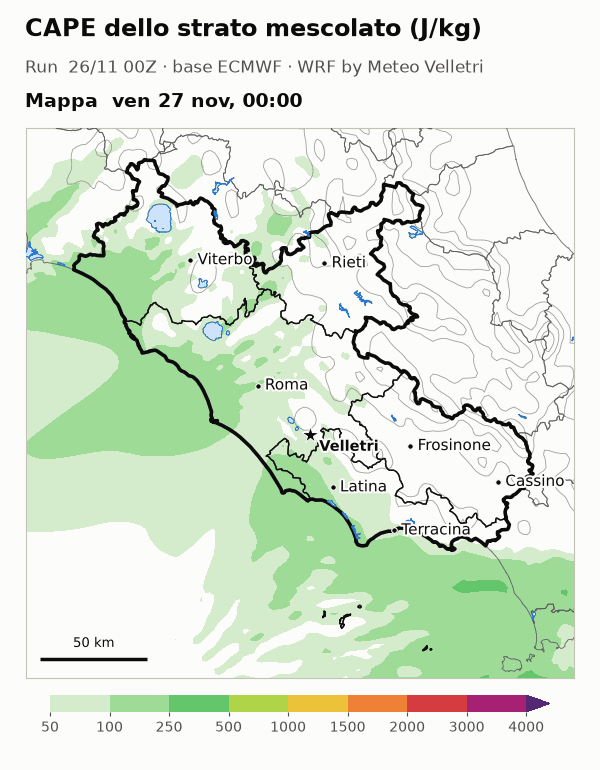 CAPE dello strato mescolato (J/kg)
Run  26/11 00Z · base ECMWF · WRF by Meteo Velletri
Mappa  ven 27 nov, 00:00
Viterbo
Rieti
Roma
Velletri
Frosinone
Cassino
Latina
Terracina
50 km
50 100 250 500 1000 1500 2000 3000 4000